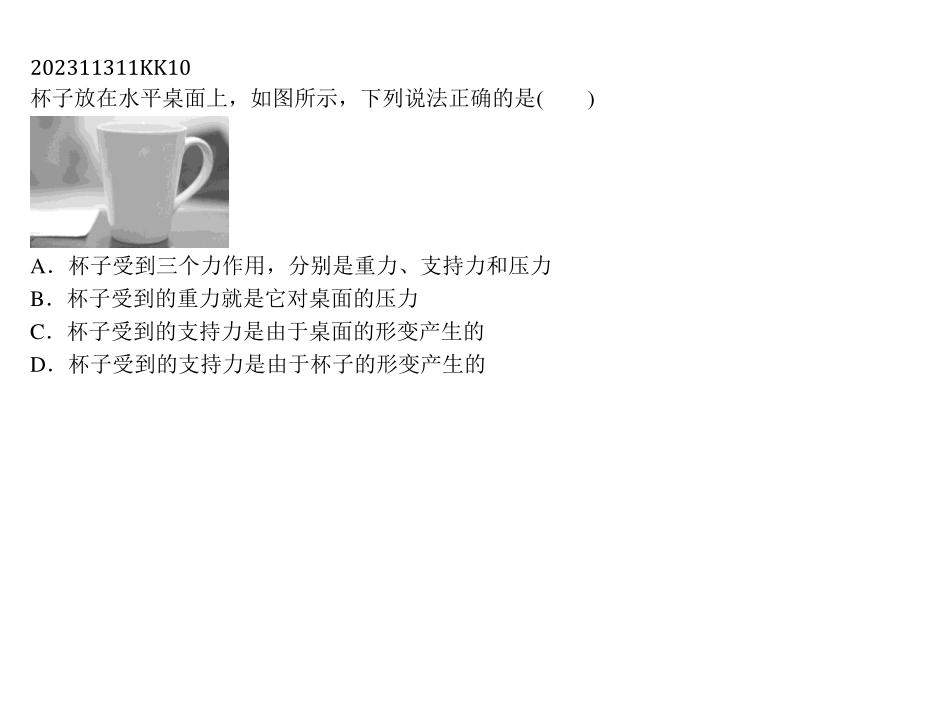 202311311KK10
杯子放在水平桌面上，如图所示，下列说法正确的是(　　)
A．杯子受到三个力作用，分别是重力、支持力和压力
B．杯子受到的重力就是它对桌面的压力
C．杯子受到的支持力是由于桌面的形变产生的
D．杯子受到的支持力是由于杯子的形变产生的